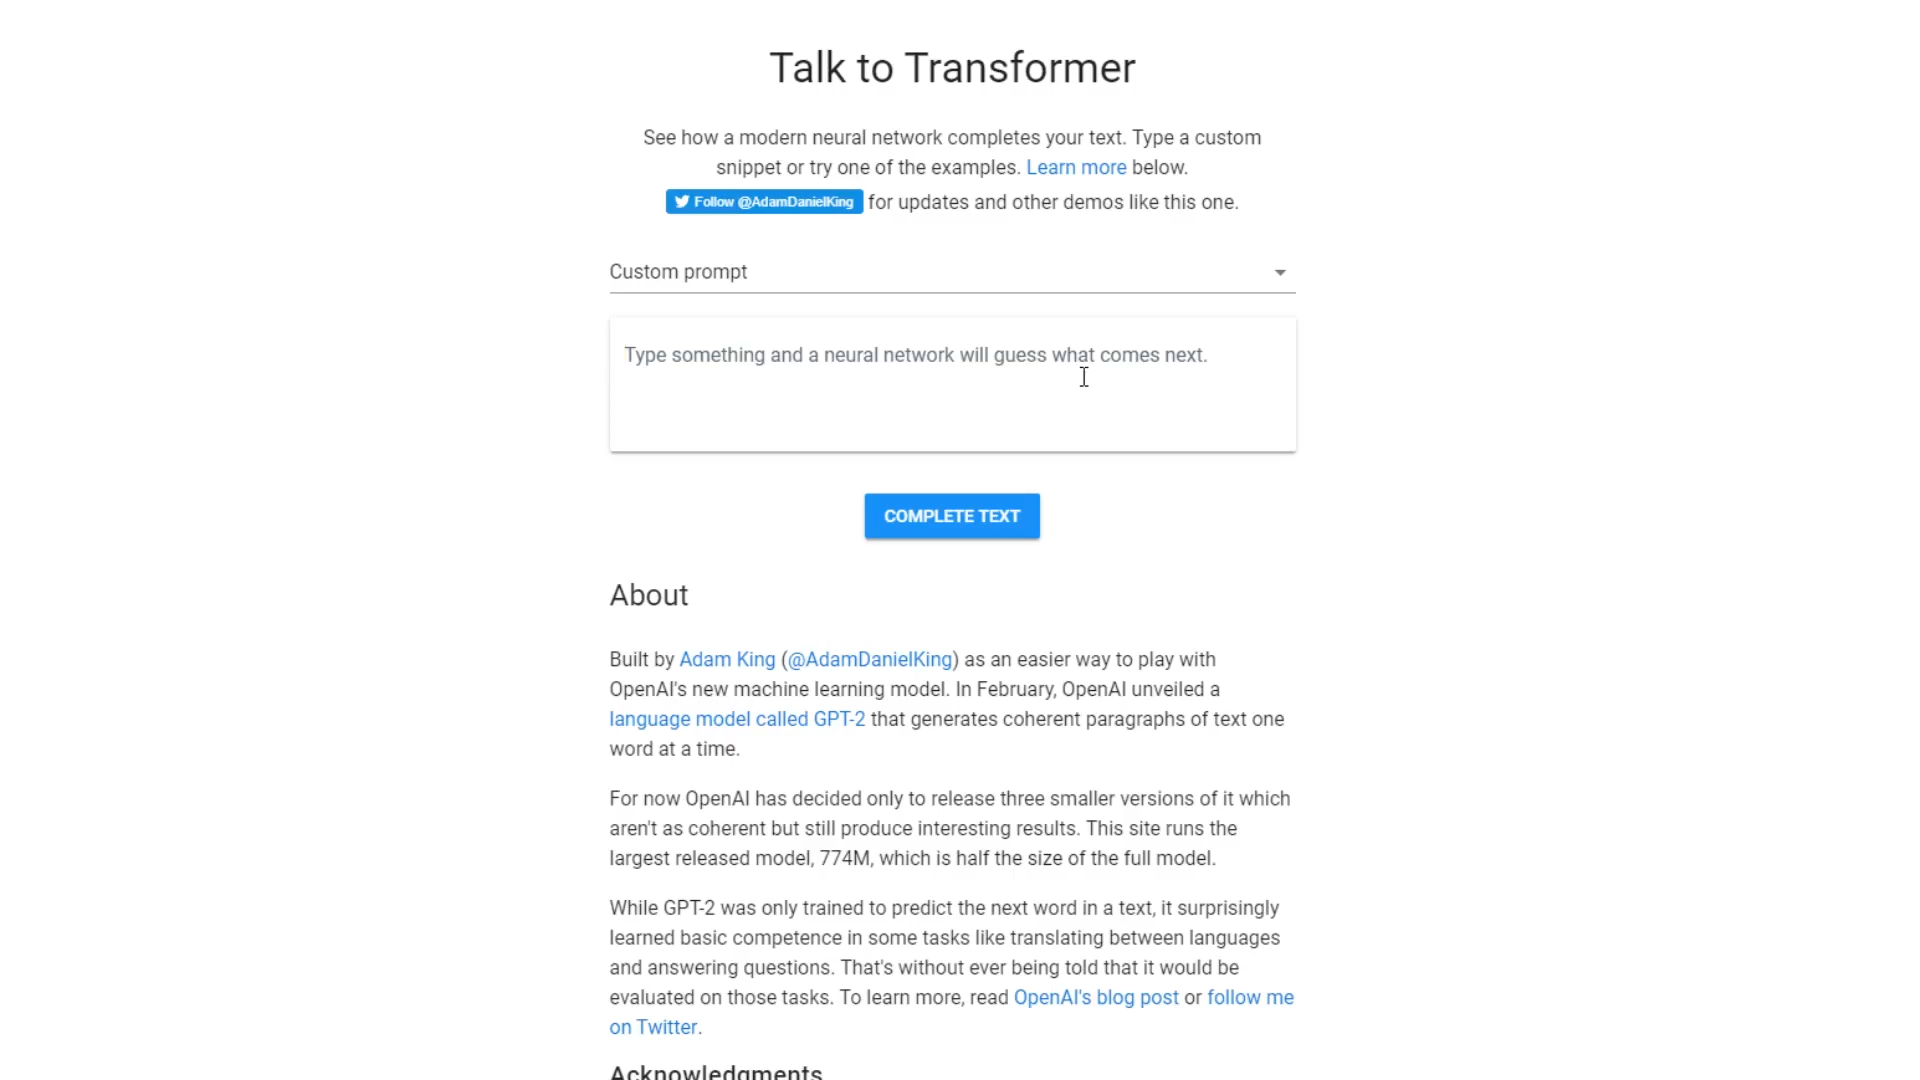 Talk to Transformer
See how a modern neural network completes your text. Type a custom
snippet or try one of the examples. Learn more below.
Follow @AdamDanielKing for updates and other demos like this one.
Custom prompt
Type something and a neural network will guess what comes next.
COMPLETE TEXT
About
Built by Adam King (@AdamDanielKing) as an easier way to play with
OpenAI's new machine learning model. In February, OpenAI unveiled a
language model called GPT-2 that generates coherent paragraphs of text one
word at a time.
For now OpenAI has decided only to release three smaller versions of it which
aren't as coherent but still produce interesting results. This site runs the
largest released model, 774M, which is half the size of the full model.
While GPT-2 was only trained to predict the next word in a text, it surprisingly
learned basic competence in some tasks like translating between languages
and answering questions. That's without ever being told that it would be
evaluated on those tasks. To learn more, read OpenAI's blog post or follow me
on Twitter.
Acknowledgments